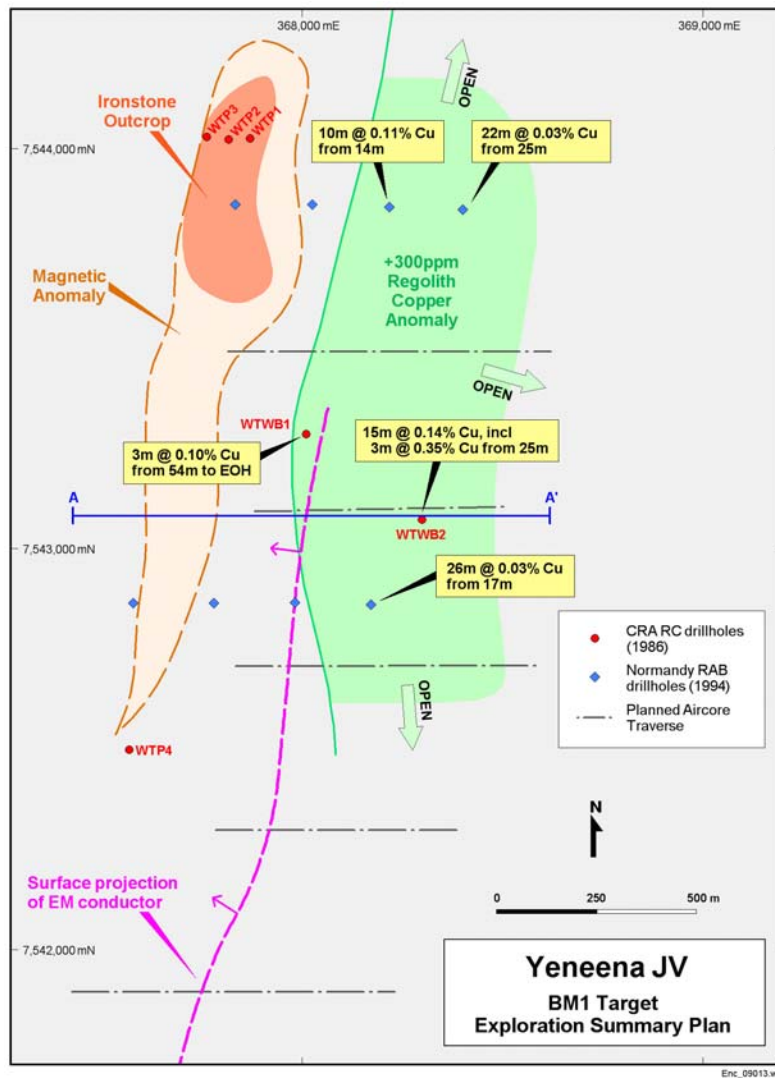 368,000 mE
369,000 mE
Ironstone
Outcrop
WTP3
WTP2
WTP1
OPEN
7,544,000 mN
10m @ 0.11% Cu
from 14m
22m @ 0.03% Cu
from 25m
+300ppm
Regolith
Copper
Anomaly
Magnetic
Anomaly
OPEN
WTWB1
3m @ 0.10% Cu
from 54m to EOH
15m @ 0.14% Cu, incl
3m @ 0.35% Cu from 25m
A
A'
WTWB2
7,543,000 mN
26m @ 0.03% Cu
from 17m
CRA RC drillholes
(1986)
Normandy RAB
drillholes (1994)
Planned Aircore
Traverse
OPEN
WTP4
N
Surface projection
of EM conductor
0
250
500 m
7,542,000 mN
Yeneena JV
BM1 Target
Exploration Summary Plan